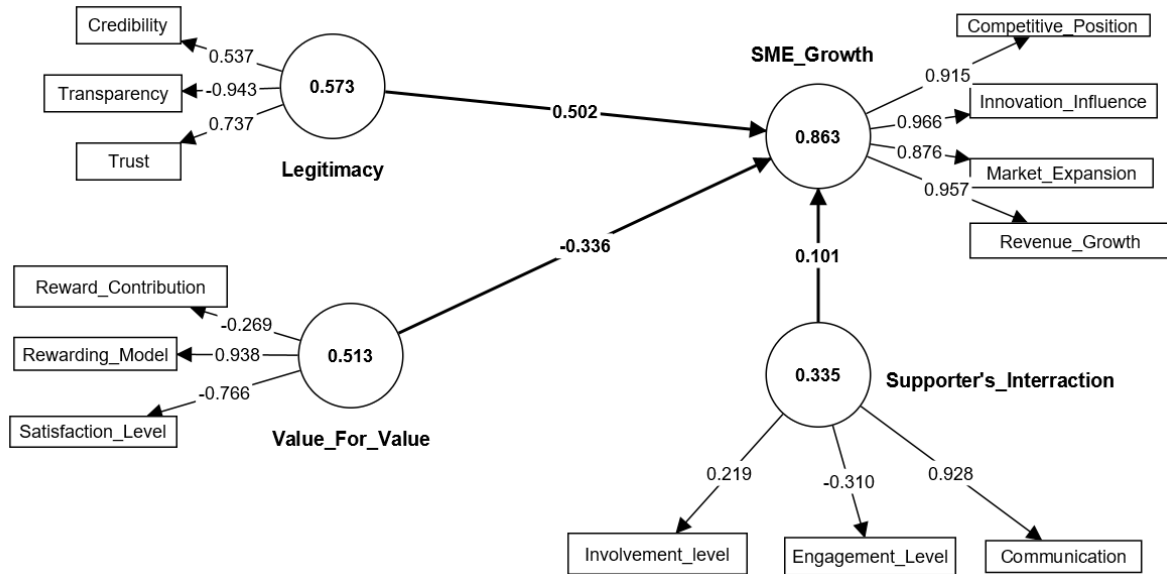 Credibility
0.537
Transparency
-0.943
Trust
0.737
0.573
Legitimacy
0.502
SME_Growth
0.863
Competitive_Position
0.915
Innovation_Influence
0.966
Market_Expansion
0.876
Revenue_Growth
0.957
-0.336
0.101
Reward_Contribution
-0.269
Rewarding_Model
0.938
Satisfaction_Level
-0.766
0.513
Value_For_Value
0.335
Supporter's_Interraction
0.219
-0.310
0.928
Involvement_level
Engagement_Level
Communication